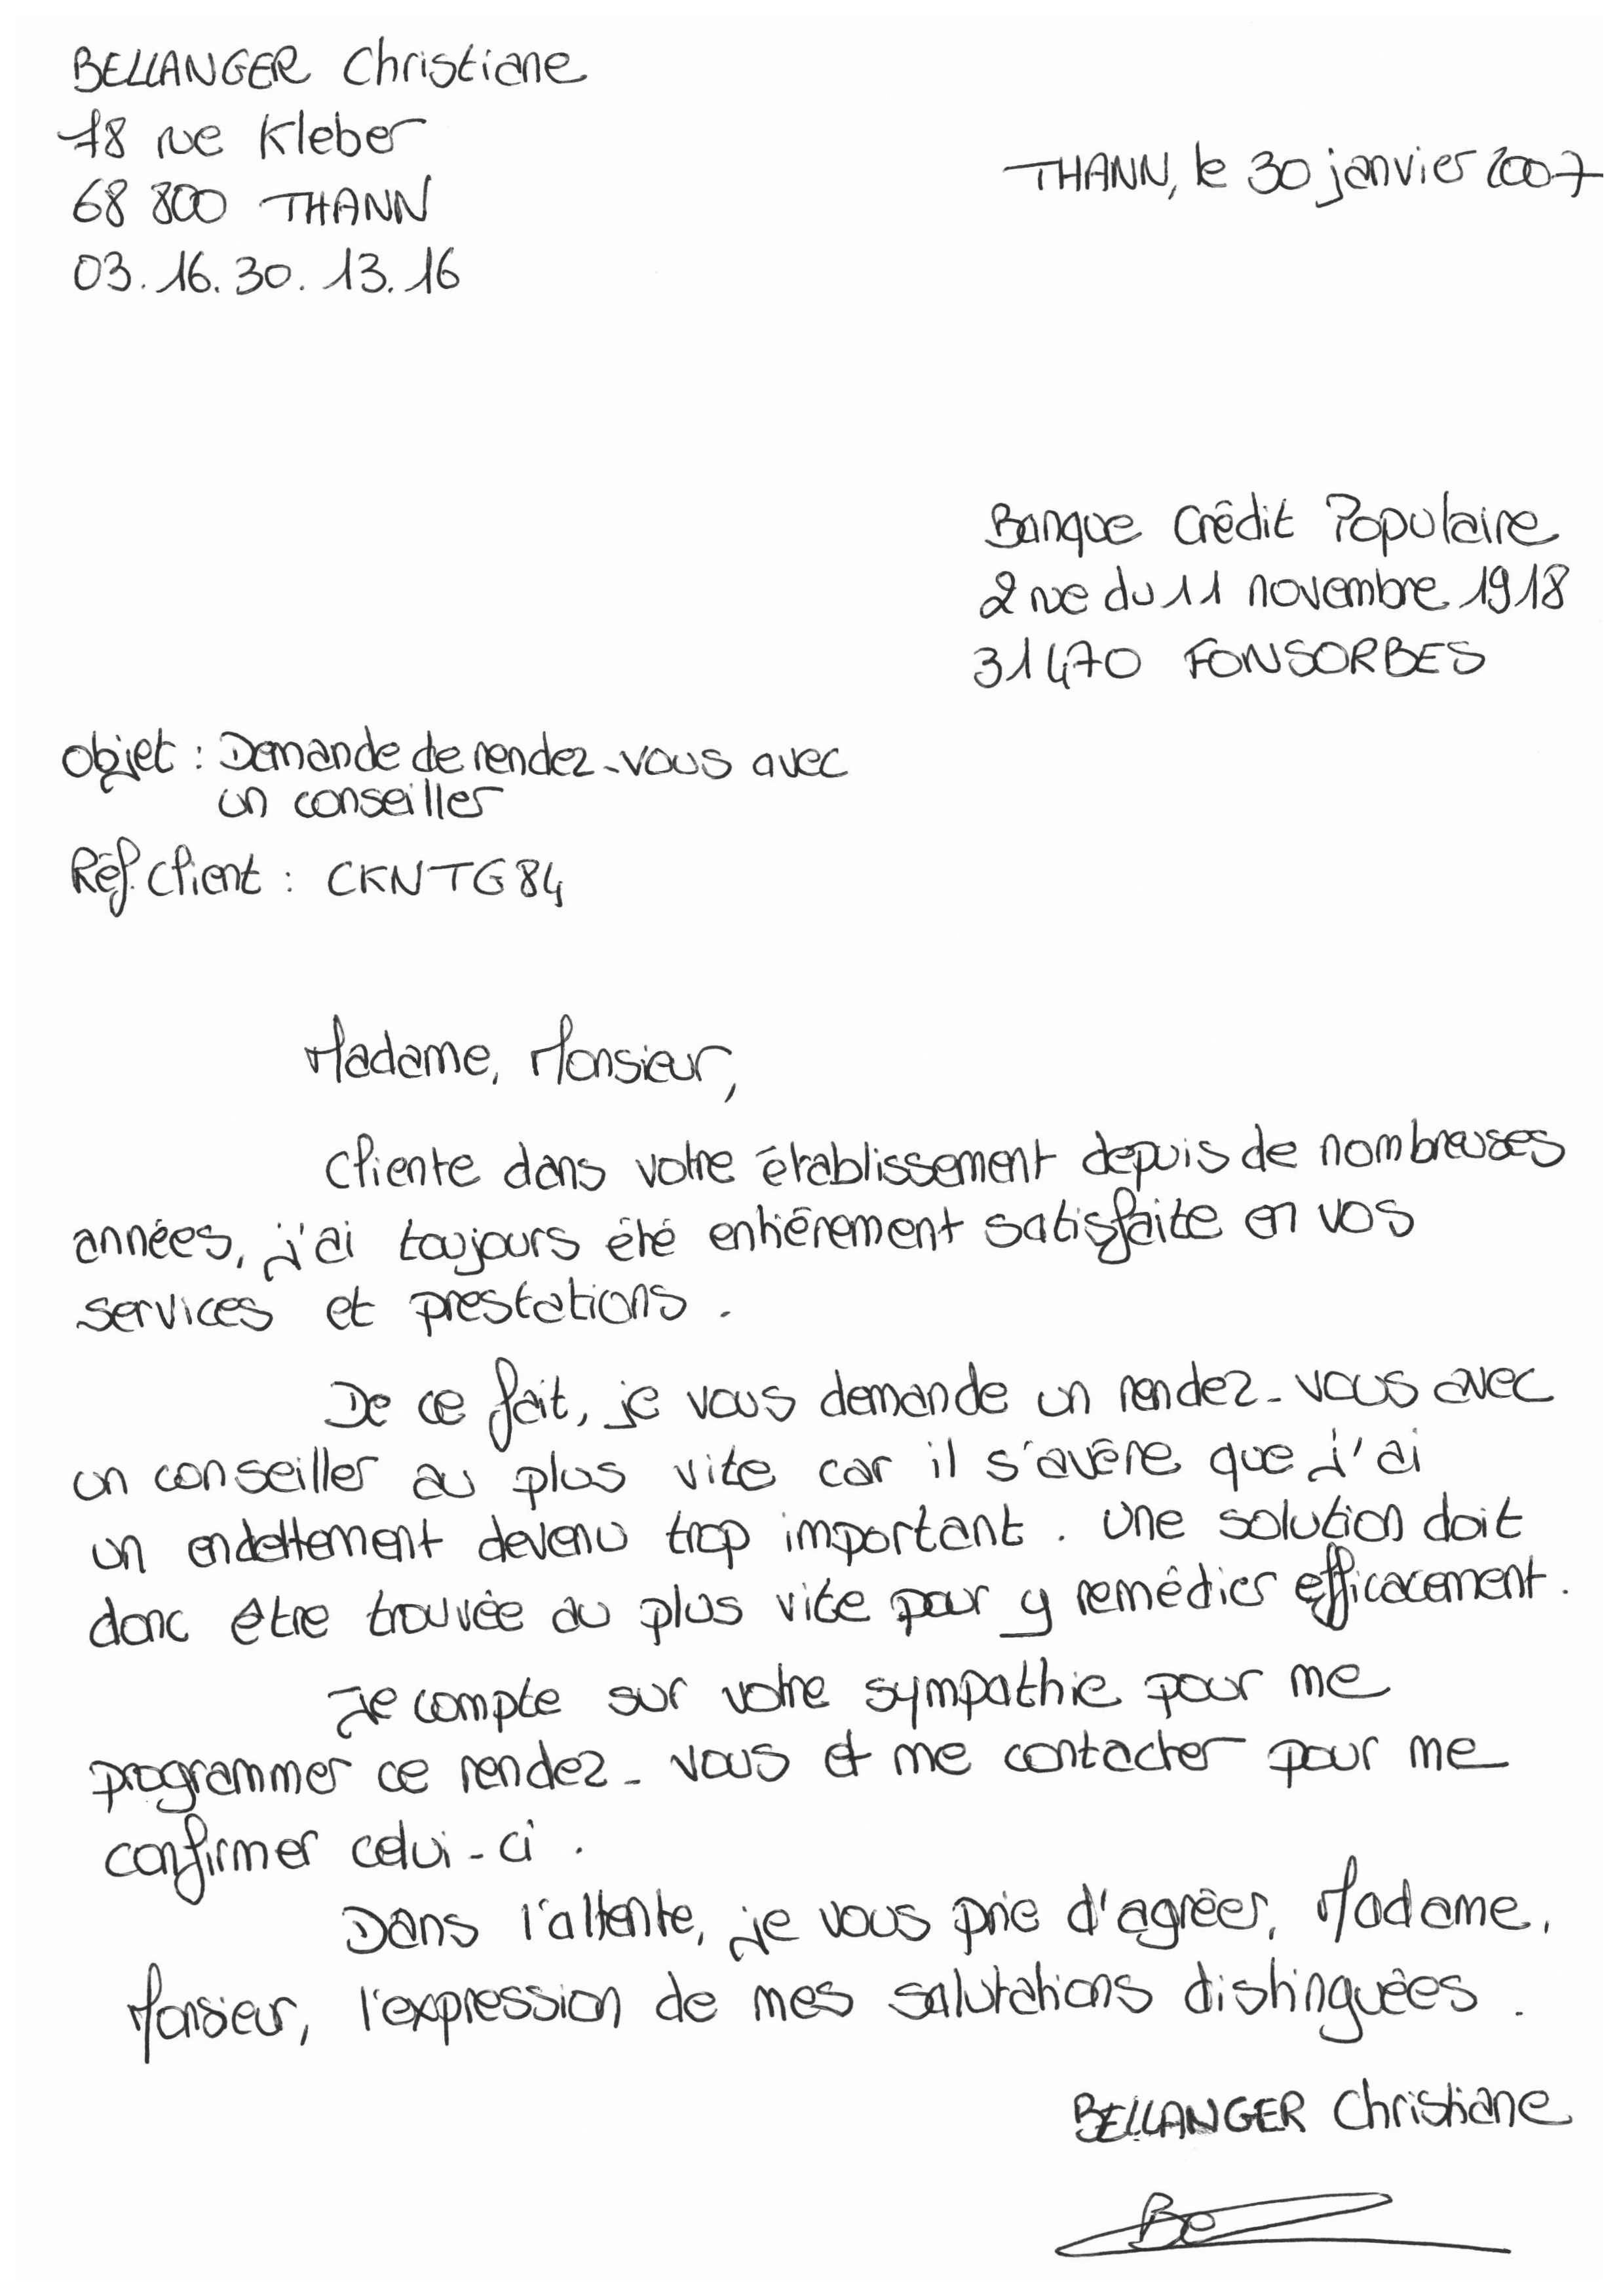 BELLANGER Christiane
78 rue Kleber
68 800 THANN
03.16.30.13.16
THANN, le 30 janvier 2007
Banque Crédit Populaire
2 rue du 11 novembre 1918
31470 FONSORBES
Objet : Demande de rendez-vous avec
un conseiller
Réf. Client : CKNTG84
Madame, Monsieur,
Cliente dans votre établissement depuis de nombreuses
années, j'ai toujours été entièrement satisfaite en vos
services et prestations.
De ce fait, je vous demande un rendez-vous avec
un conseiller au plus vite car il s'avère que j'ai
un endettement devenu trop important. Une solution doit
donc être trouvée au plus vite pour y remédier efficacement.
Je compte sur votre sympathie pour me
programmer ce rendez-vous et me contacter pour me
confirmer celui-ci.
Dans l'attente, je vous prie d'agréer, Madame,
Monsieur, l'expression de mes salutations distinguées.
BELLANGER Christiane
Be